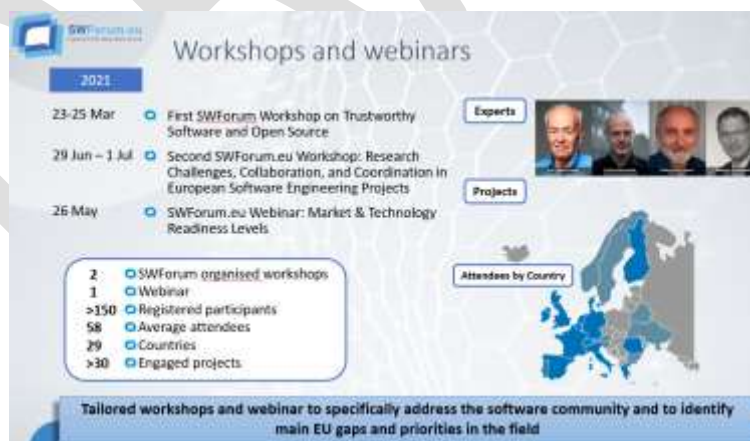 SWForum.eu
Workshops and webinars
2021
23-25 Mar First SWForum Workshop on Trustworthy
Software and Open Source
29 Jun – 1 Jul Second SWForum.eu Workshop: Research
Challenges, Collaboration, and Coordination in
European Software Engineering Projects
26 May SWForum.eu Webinar: Market & Technology
Readiness Levels
Experts
Projects
Attendees by Country
2 SWForum organised workshops
1 Webinar
>150 Registered participants
58 Average attendees
29 Countries
>30 Engaged projects
Tailored workshops and webinar to specifically address the software community and to identify
main EU gaps and priorities in the field